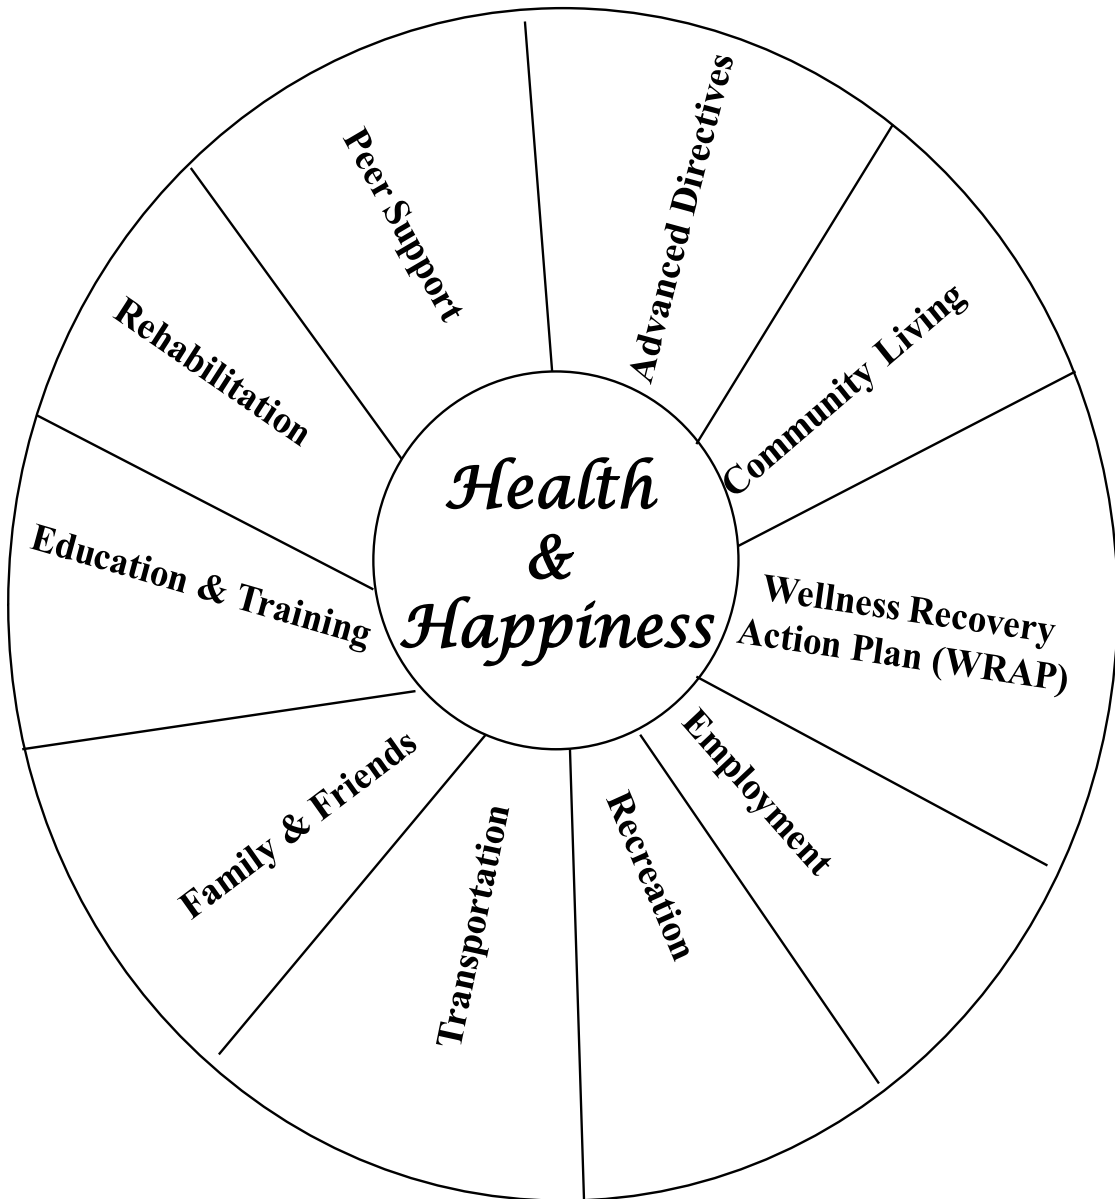 Health
&
Happiness
Advanced Directives
Community Living
Wellness Recovery
Action Plan (WRAP)
Employment
Recreation
Transportation
Family & Friends
Education & Training
Rehabilitation
Peer Support